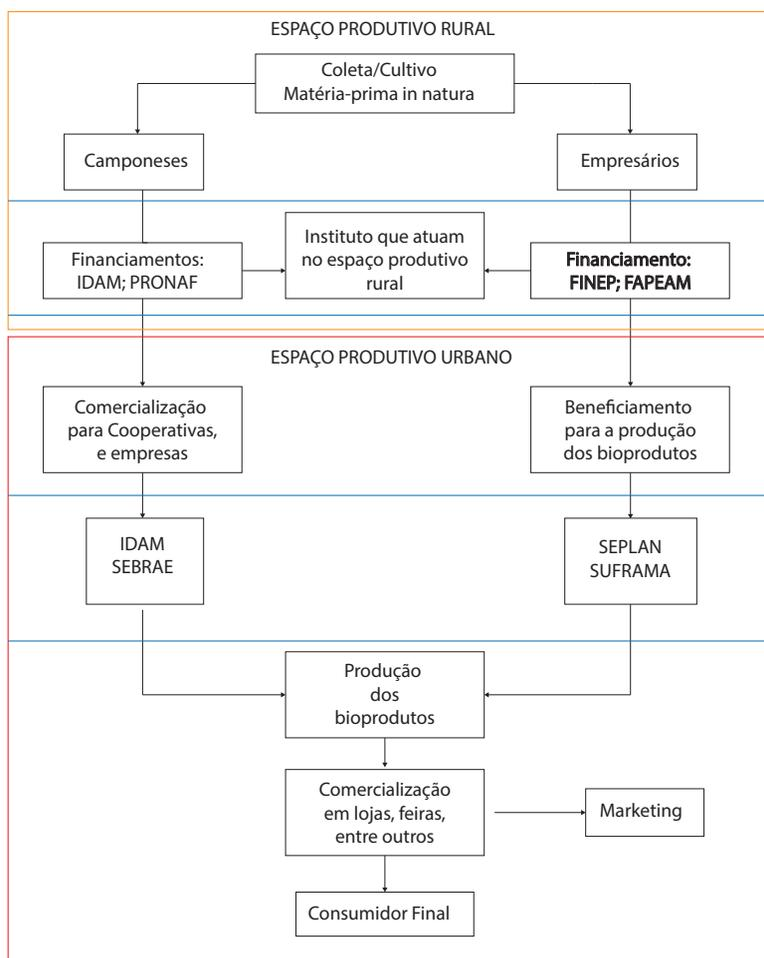 ESPAÇO PRODUTIVO RURAL
Coleta/Cultivo
Matéria-prima in natura
Camponeses
Empresários
Financiamentos:
IDAM; PRONAF
Instituto que atuam
no espaço produtivo
rural
Financiamento:
FINEP; FAPEAM
ESPAÇO PRODUTIVO URBANO
Comercialização
para Cooperativas,
e empresas
Beneficiamento
para a produção
dos bioprodutos
IDAM
SEBRAE
SEPLAN
SUFRAMA
Produção
dos
bioprodutos
Comercialização
em lojas, feiras,
entre outros
Marketing
Consumidor Final